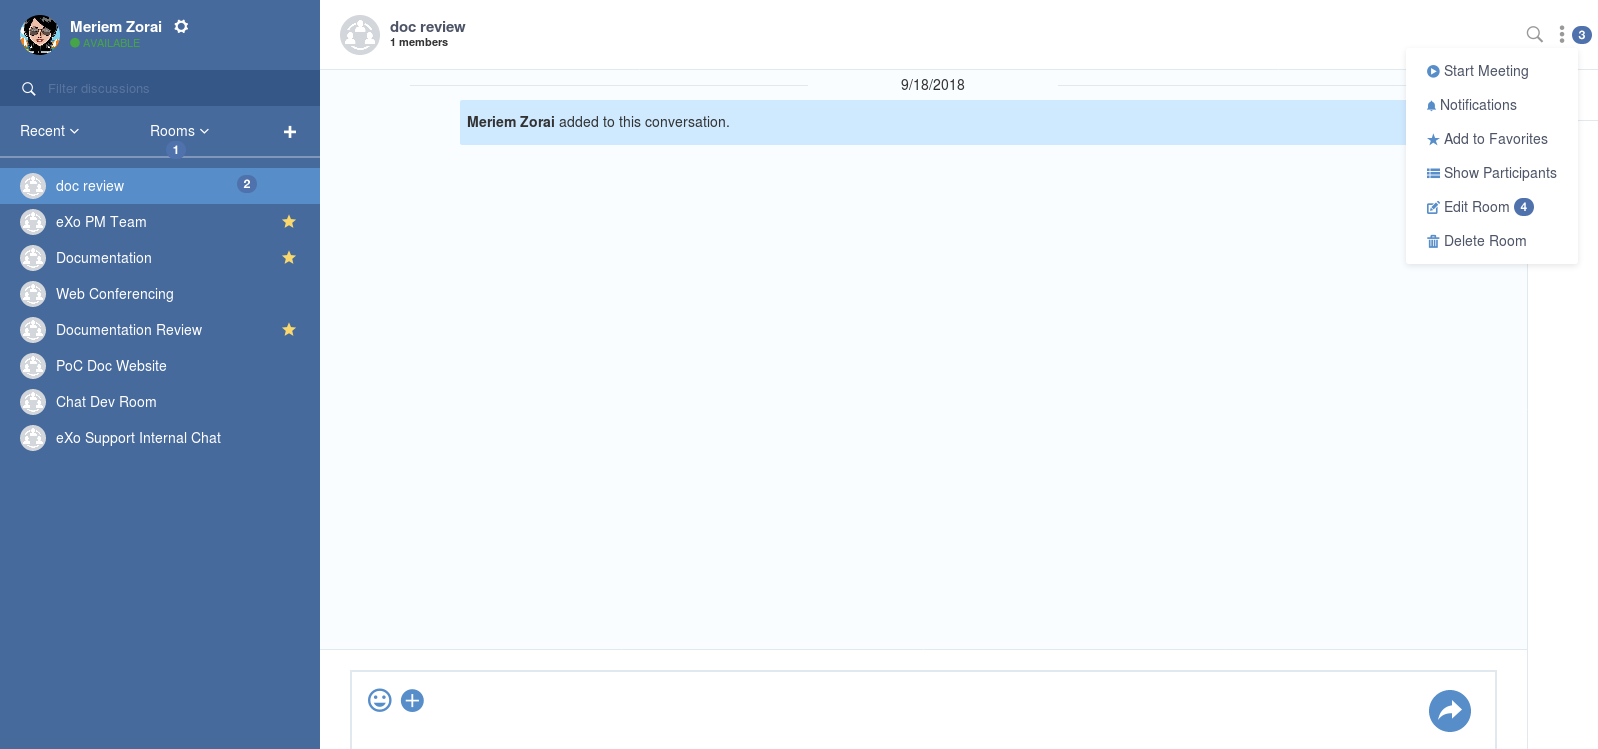 Meriem Zorai
AVAILABLE
Filter discussions
Recent
Rooms
1
doc review
2
eXo PM Team
Documentation
Web Conferencing
Documentation Review
PoC Doc Website
Chat Dev Room
eXo Support Internal Chat
doc review
1 members
3
9/18/2018
Meriem Zorai added to this conversation.
Start Meeting
Notifications
Add to Favorites
Show Participants
Edit Room 4
Delete Room